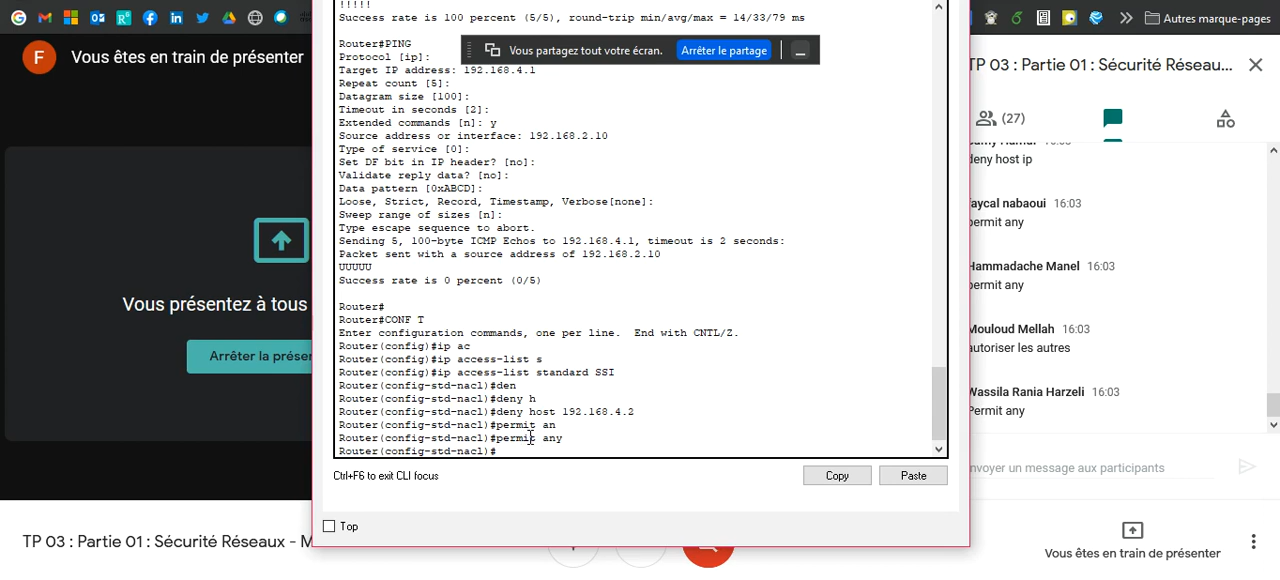 Autres marque-pages
F
Vous êtes en train de présenter
Vous présentez à tous
Arrêter la présen
!!!!!
Success rate is 100 percent (5/5), round-trip min/avg/max = 14/33/79 ms
Router#PING
Protocol [ip]:
Target IP address: 192.168.4.1
Repeat count [5]:
Datagram size [100]:
Timeout in seconds [2]:
Extended commands [n]: y
Source address or interface: 192.168.2.10
Type of service [0]:
Set DF bit in IP header? [no]:
Validate reply data? [no]:
Data pattern [0xABCD]:
Loose, Strict, Record, Timestamp, Verbose[none]:
Sweep range of sizes [n]:
Type escape sequence to abort.
Sending 5, 100-byte ICMP Echos to 192.168.4.1, timeout is 2 seconds:
Packet sent with a source address of 192.168.2.10
UUUUU
Success rate is 0 percent (0/5)
Router#
Router#CONF T
Enter configuration commands, one per line. End with CNTL/Z.
Router(config)#ip ac
Router(config)#ip access-list s
Router(config)#ip access-list standard SSI
Router(config-std-nacl)#den
Router(config-std-nacl)#deny h
Router(config-std-nacl)#deny host 192.168.4.2
Router(config-std-nacl)#permit an
Router(config-std-nacl)#permit any
Router(config-std-nacl)#
Vous partagez tout votre écran.
Arrêter le partage
Ctrl+F6 to exit CLI focus
Copy
Paste
Top
TP 03 : Partie 01 : Sécurité Réseau...
(27)
16:03
deny host ip
faycal nabaoui 16:03
permit any
Hammadache Manel 16:03
permit any
Mouloud Mellah 16:03
autoriser les autres
Wassila Rania Harzeli 16:03
Permit any
nvoyer un message aux participants
TP 03 : Partie 01 : Sécurité Réseaux - M
Vous êtes en train de présenter